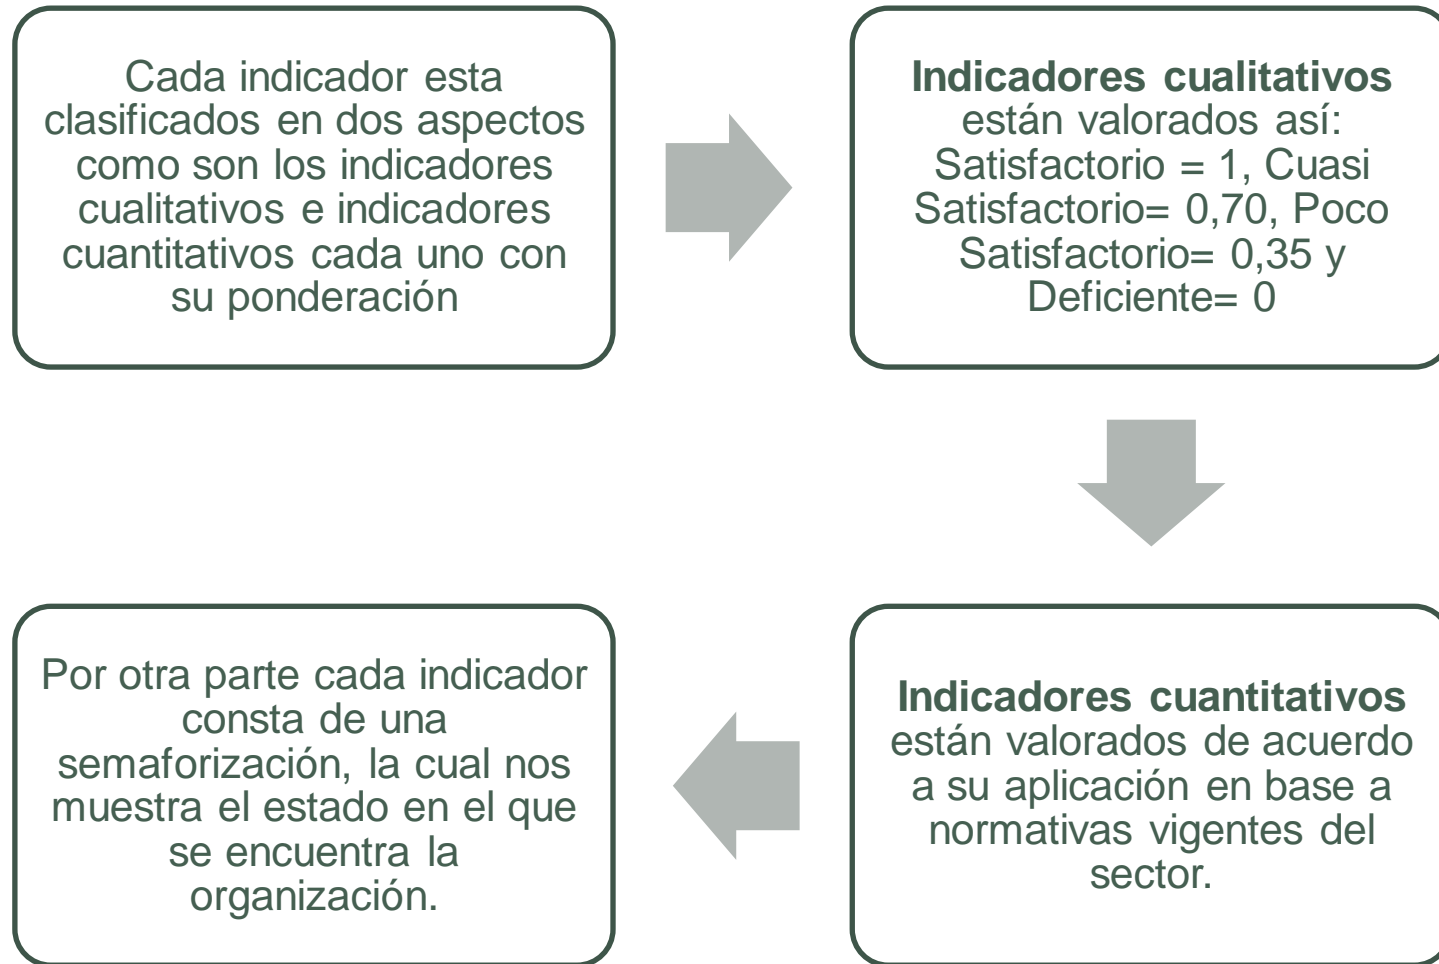 Cada indicador esta
clasificados en dos aspectos
como son los indicadores
cualitativos e indicadores
cuantitativos cada uno con
su ponderación
Indicadores cualitativos
están valorados así:
Satisfactorio = 1, Cuasi
Satisfactorio= 0,70, Poco
Satisfactorio= 0,35 y
Deficiente= 0
Indicadores cuantitativos
están valorados de acuerdo
a su aplicación en base a
normativas vigentes del
sector.
Por otra parte cada indicador
consta de una
semaforización, la cual nos
muestra el estado en el que
se encuentra la
organización.